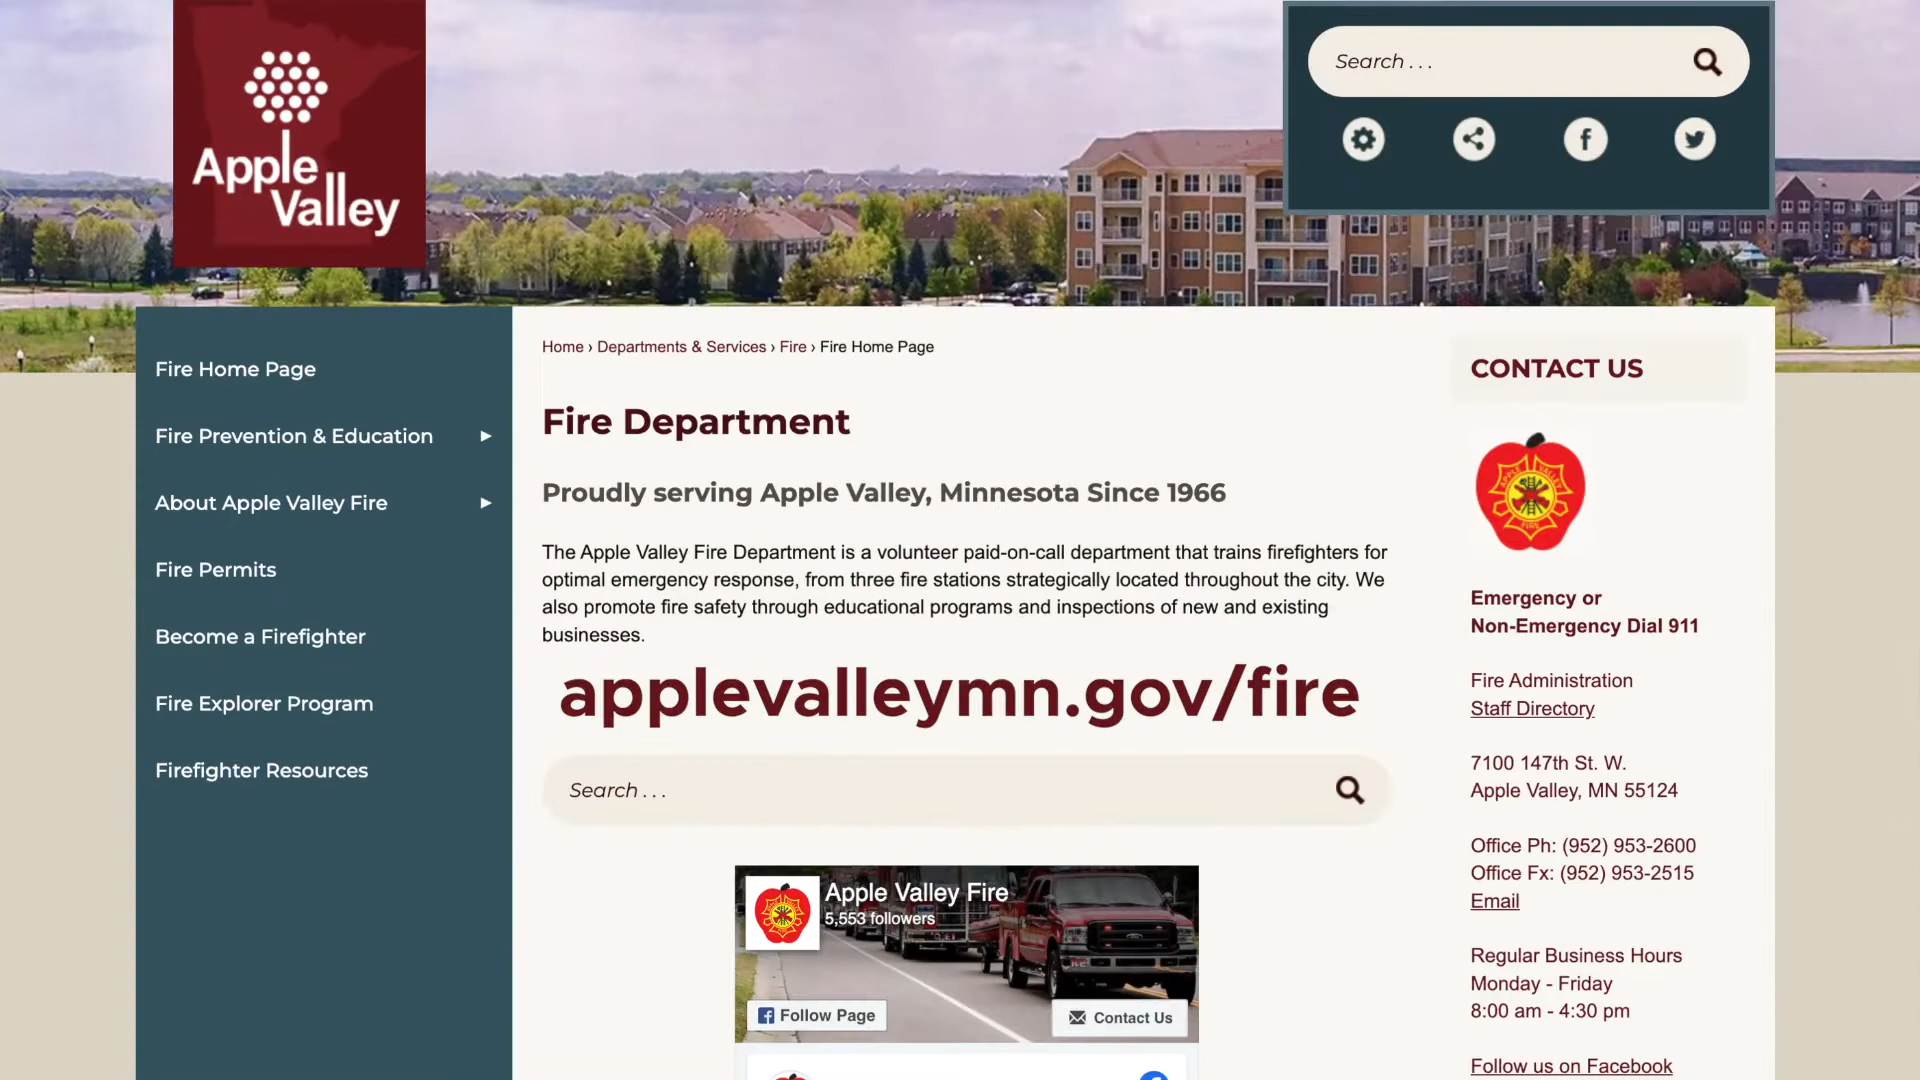 Apple
Valley
Search . . .
Fire Home Page
Fire Prevention & Education
About Apple Valley Fire
Fire Permits
Become a Firefighter
Fire Explorer Program
Firefighter Resources
Home › Departments & Services › Fire › Fire Home Page
Fire Department
Proudly serving Apple Valley, Minnesota Since 1966
The Apple Valley Fire Department is a volunteer paid-on-call department that trains firefighters for
optimal emergency response, from three fire stations strategically located throughout the city. We
also promote fire safety through educational programs and inspections of new and existing
businesses.
applevalleymn.gov/fire
Search . . .
Apple Valley Fire
5,553 followers
Follow Page
Contact Us
CONTACT US
APPLE VALLEY
FIRE
Emergency or
Non-Emergency Dial 911
Fire Administration
Staff Directory
7100 147th St. W.
Apple Valley, MN 55124
Office Ph: (952) 953-2600
Office Fx: (952) 953-2515
Email
Regular Business Hours
Monday - Friday
8:00 am - 4:30 pm
Follow us on Facebook